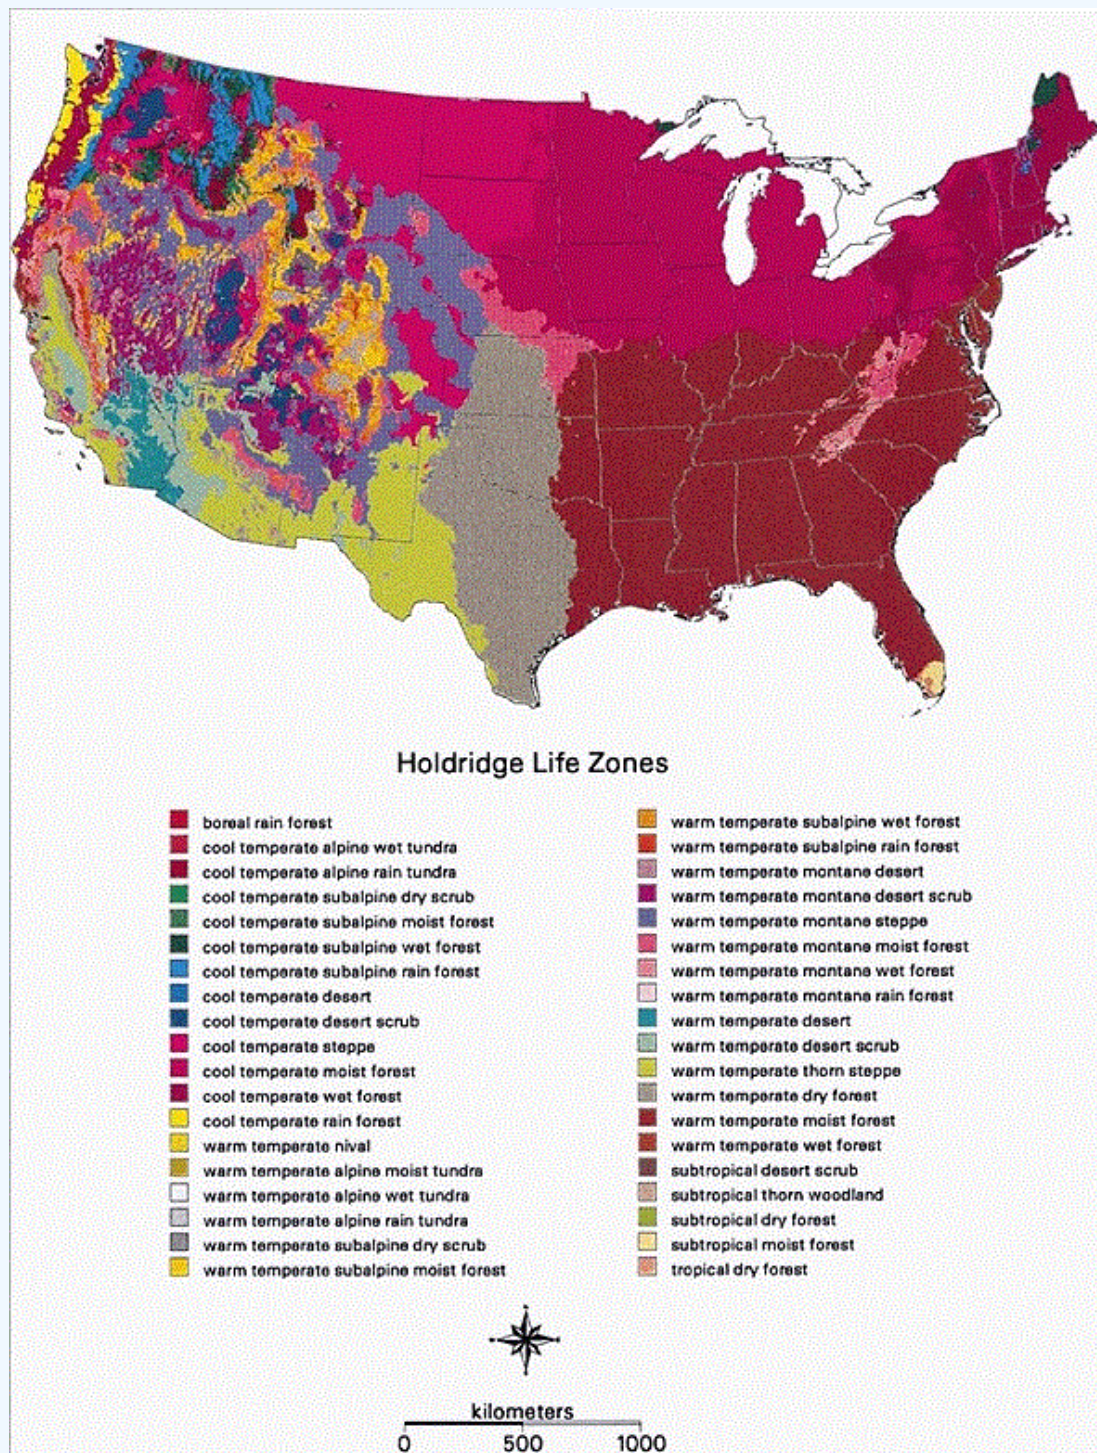 Holdridge Life Zones
boreal rain forest
cool temperate alpine wet tundra
cool temperate alpine rain tundra
cool temperate subalpine dry scrub
cool temperate subalpine moist forest
cool temperate subalpine wet forest
cool temperate subalpine rain forest
cool temperate desert
cool temperate desert scrub
cool temperate steppe
cool temperate moist forest
cool temperate wet forest
cool temperate rain forest
warm temperate nival
warm temperate alpine moist tundra
warm temperate alpine wet tundra
warm temperate alpine rain tundra
warm temperate subalpine dry scrub
warm temperate subalpine moist forest
warm temperate subalpine wet forest
warm temperate subalpine rain forest
warm temperate montane desert
warm temperate montane desert scrub
warm temperate montane steppe
warm temperate montane moist forest
warm temperate montane wet forest
warm temperate montane rain forest
warm temperate desert
warm temperate desert scrub
warm temperate thorn steppe
warm temperate dry forest
warm temperate moist forest
warm temperate wet forest
subtropical desert scrub
subtropical thorn woodland
subtropical dry forest
subtropical moist forest
tropical dry forest
kilometers
0 500 1000